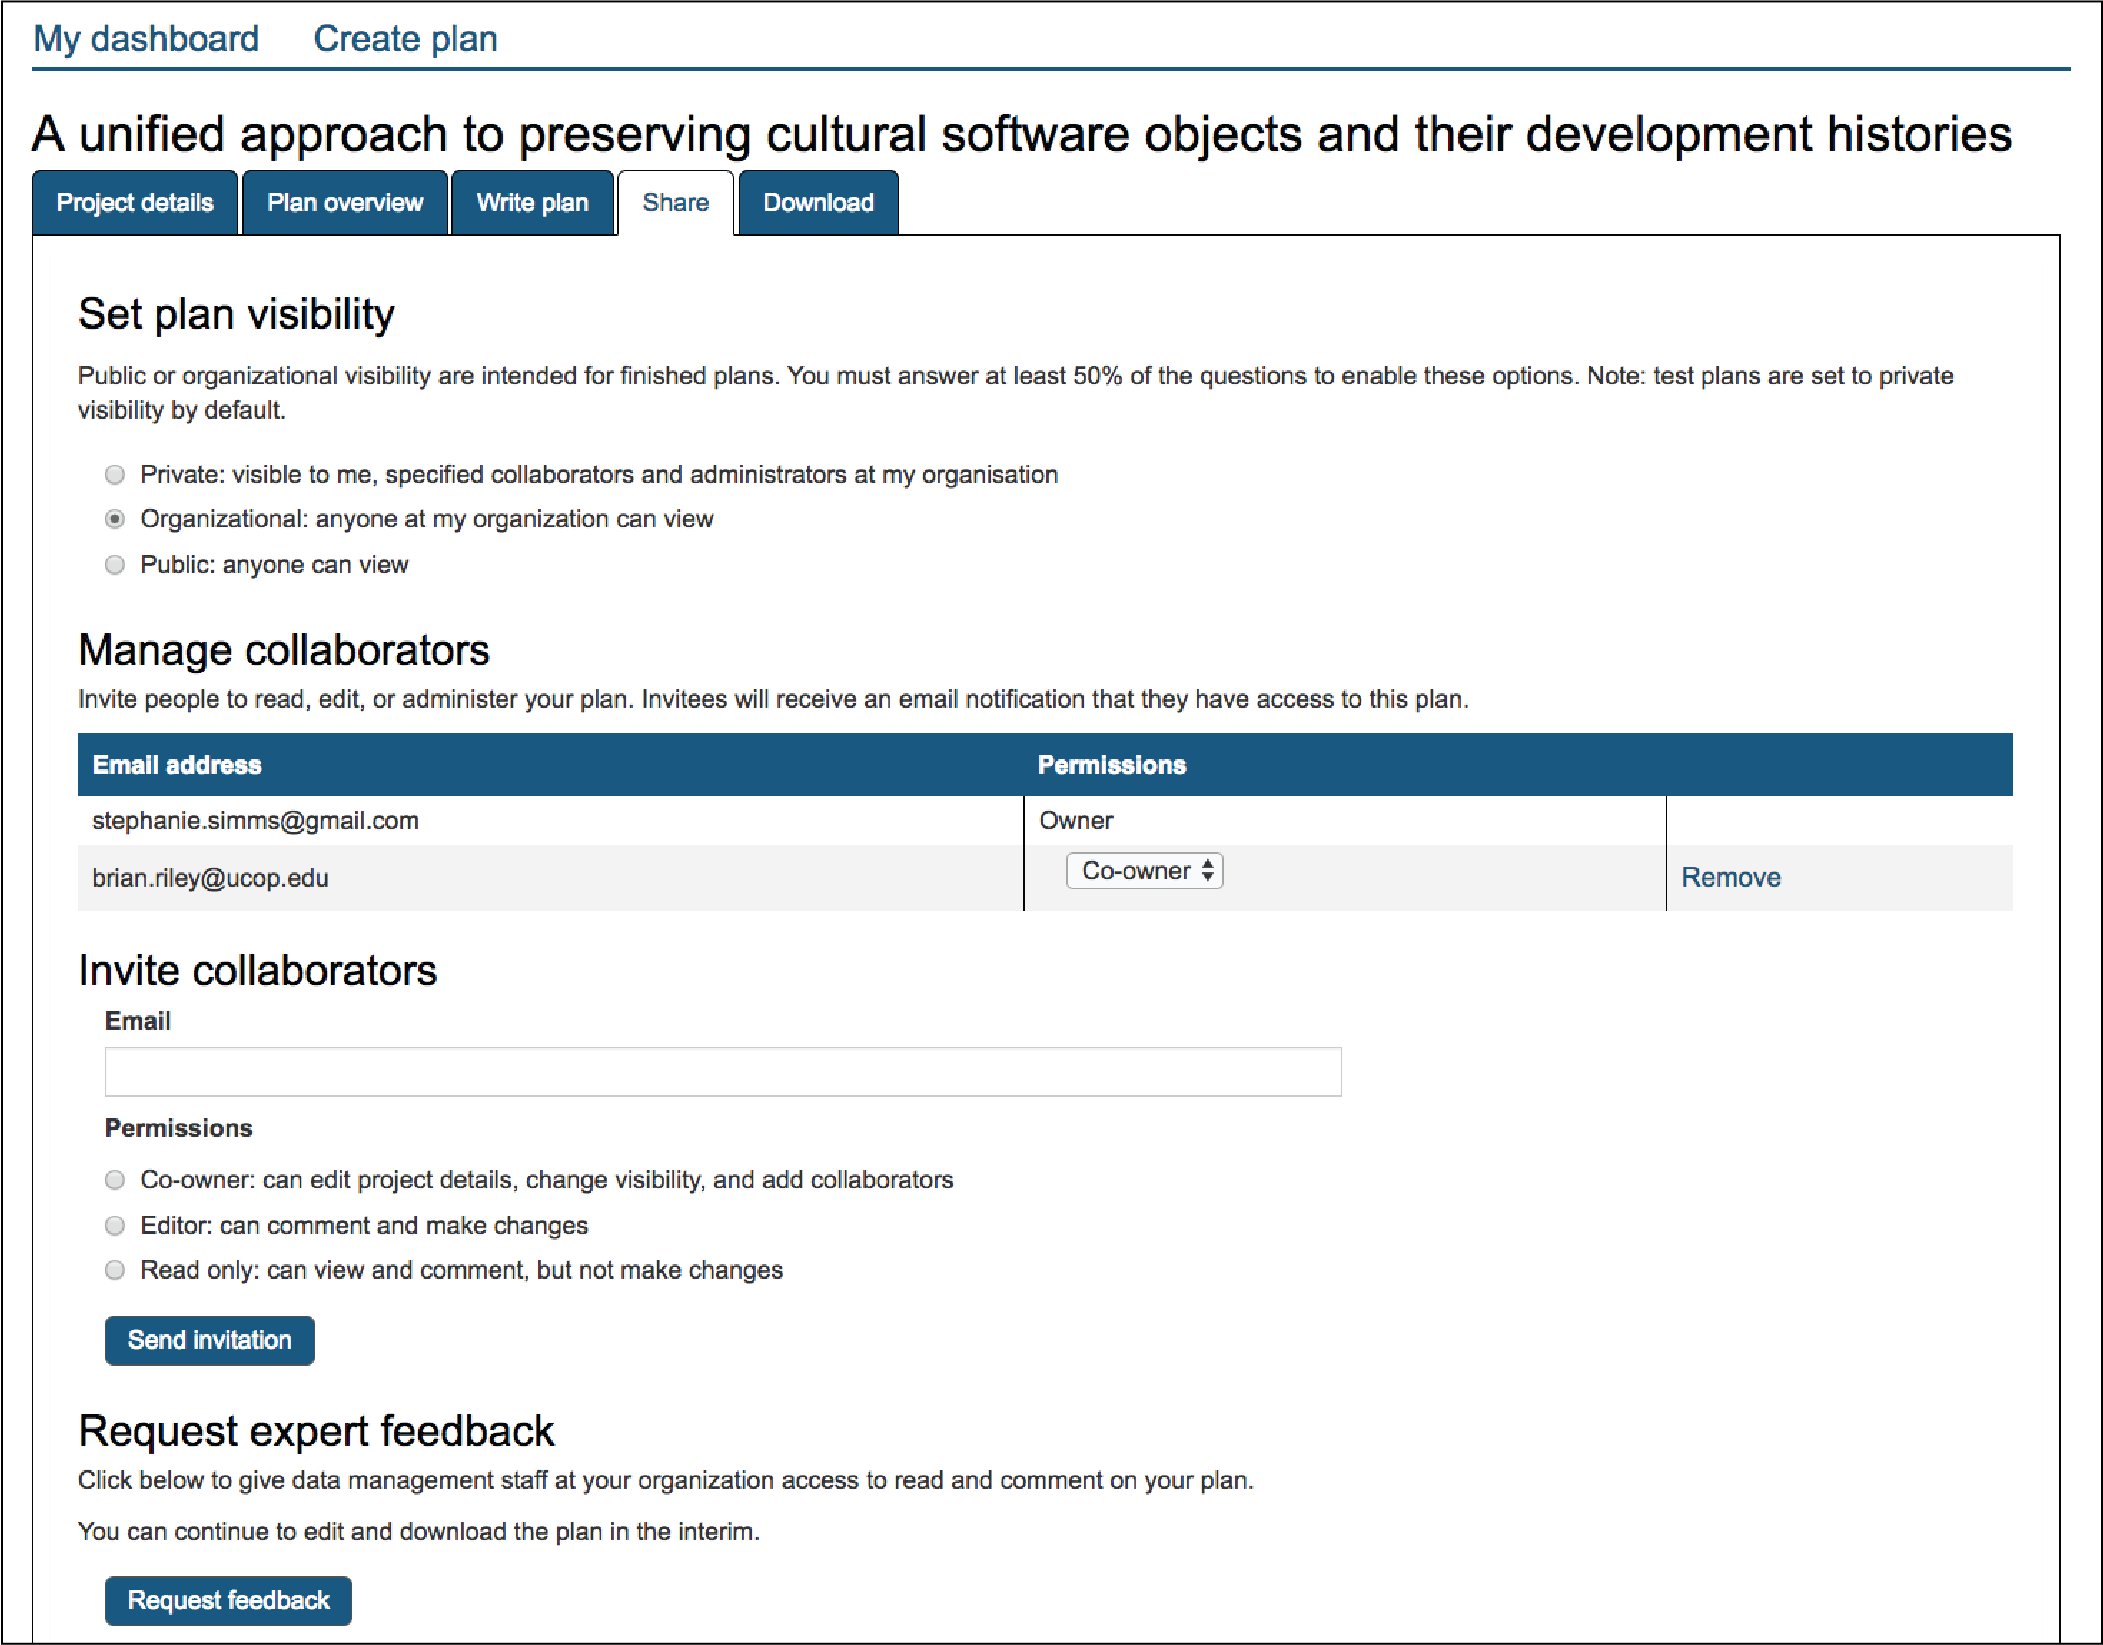 My dashboard Create plan
A unified approach to preserving cultural software objects and their development histories
Project details Plan overview Write plan Share Download
Set plan visibility
Public or organizational visibility are intended for finished plans. You must answer at least 50% of the questions to enable these options. Note: test plans are set to private
visibility by default.
Private: visible to me, specified collaborators and administrators at my organisation
Organizational: anyone at my organization can view
Public: anyone can view
Manage collaborators
Invite people to read, edit, or administer your plan. Invitees will receive an email notification that they have access to this plan.
Email address Permissions
stephanie.simms@gmail.com Owner
brian.riley@ucop.edu Co-owner Remove
Invite collaborators
Email
Permissions
Co-owner: can edit project details, change visibility, and add collaborators
Editor: can comment and make changes
Read only: can view and comment, but not make changes
Send invitation
Request expert feedback
Click below to give data management staff at your organization access to read and comment on your plan.
You can continue to edit and download the plan in the interim.
Request feedback